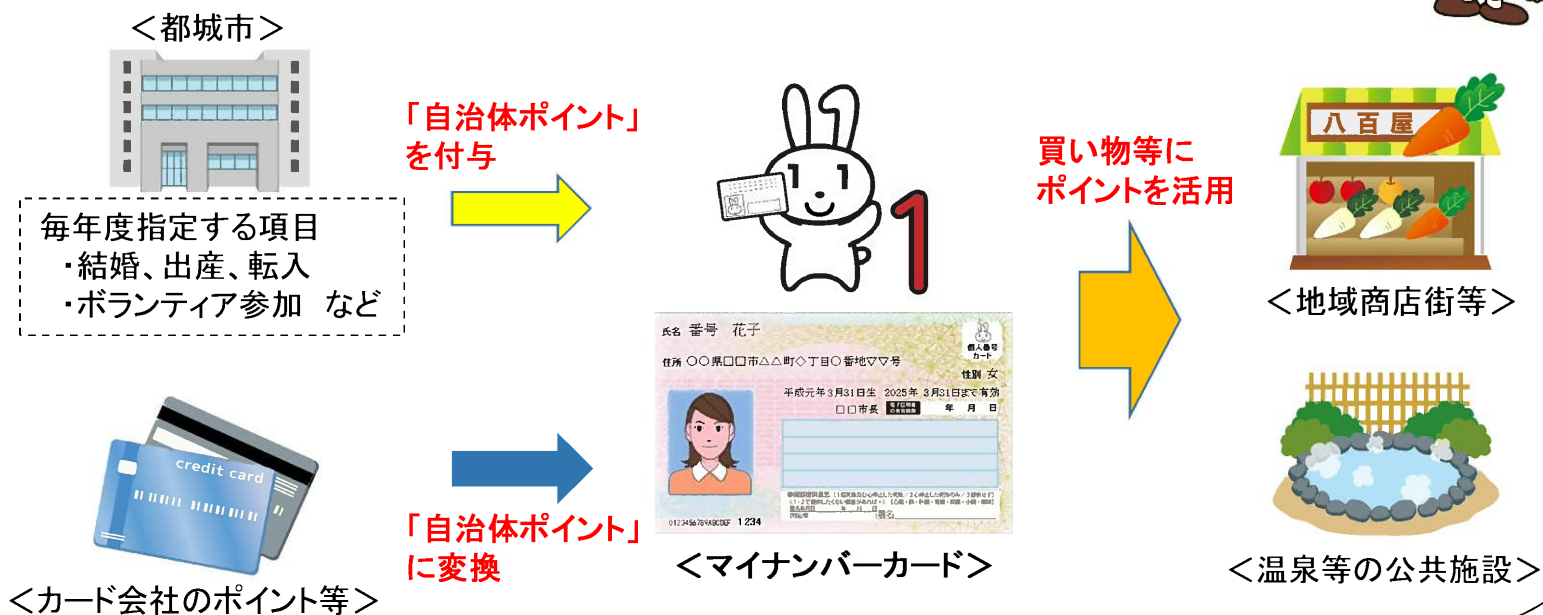 ＜都城市＞
「自治体ポイント」
を付与
毎年度指定する項目
・結婚、出産、転入
・ボランティア参加　など
credit card
＜カード会社のポイント等＞
「自治体ポイント」
に変換
1
氏名 番号　花子
個人番号
カード
住所 〇〇県□□市△△町◇丁目〇番地▽▽号
性別 女
平成元年3月31日生 2025年 3月31日まで有効
□□市長
年 月 日
署名
0123456789ABCDEF 1234
＜マイナンバーカード＞
買い物等に
ポイントを活用
八百屋
＜地域商店街等＞
＜温泉等の公共施設＞